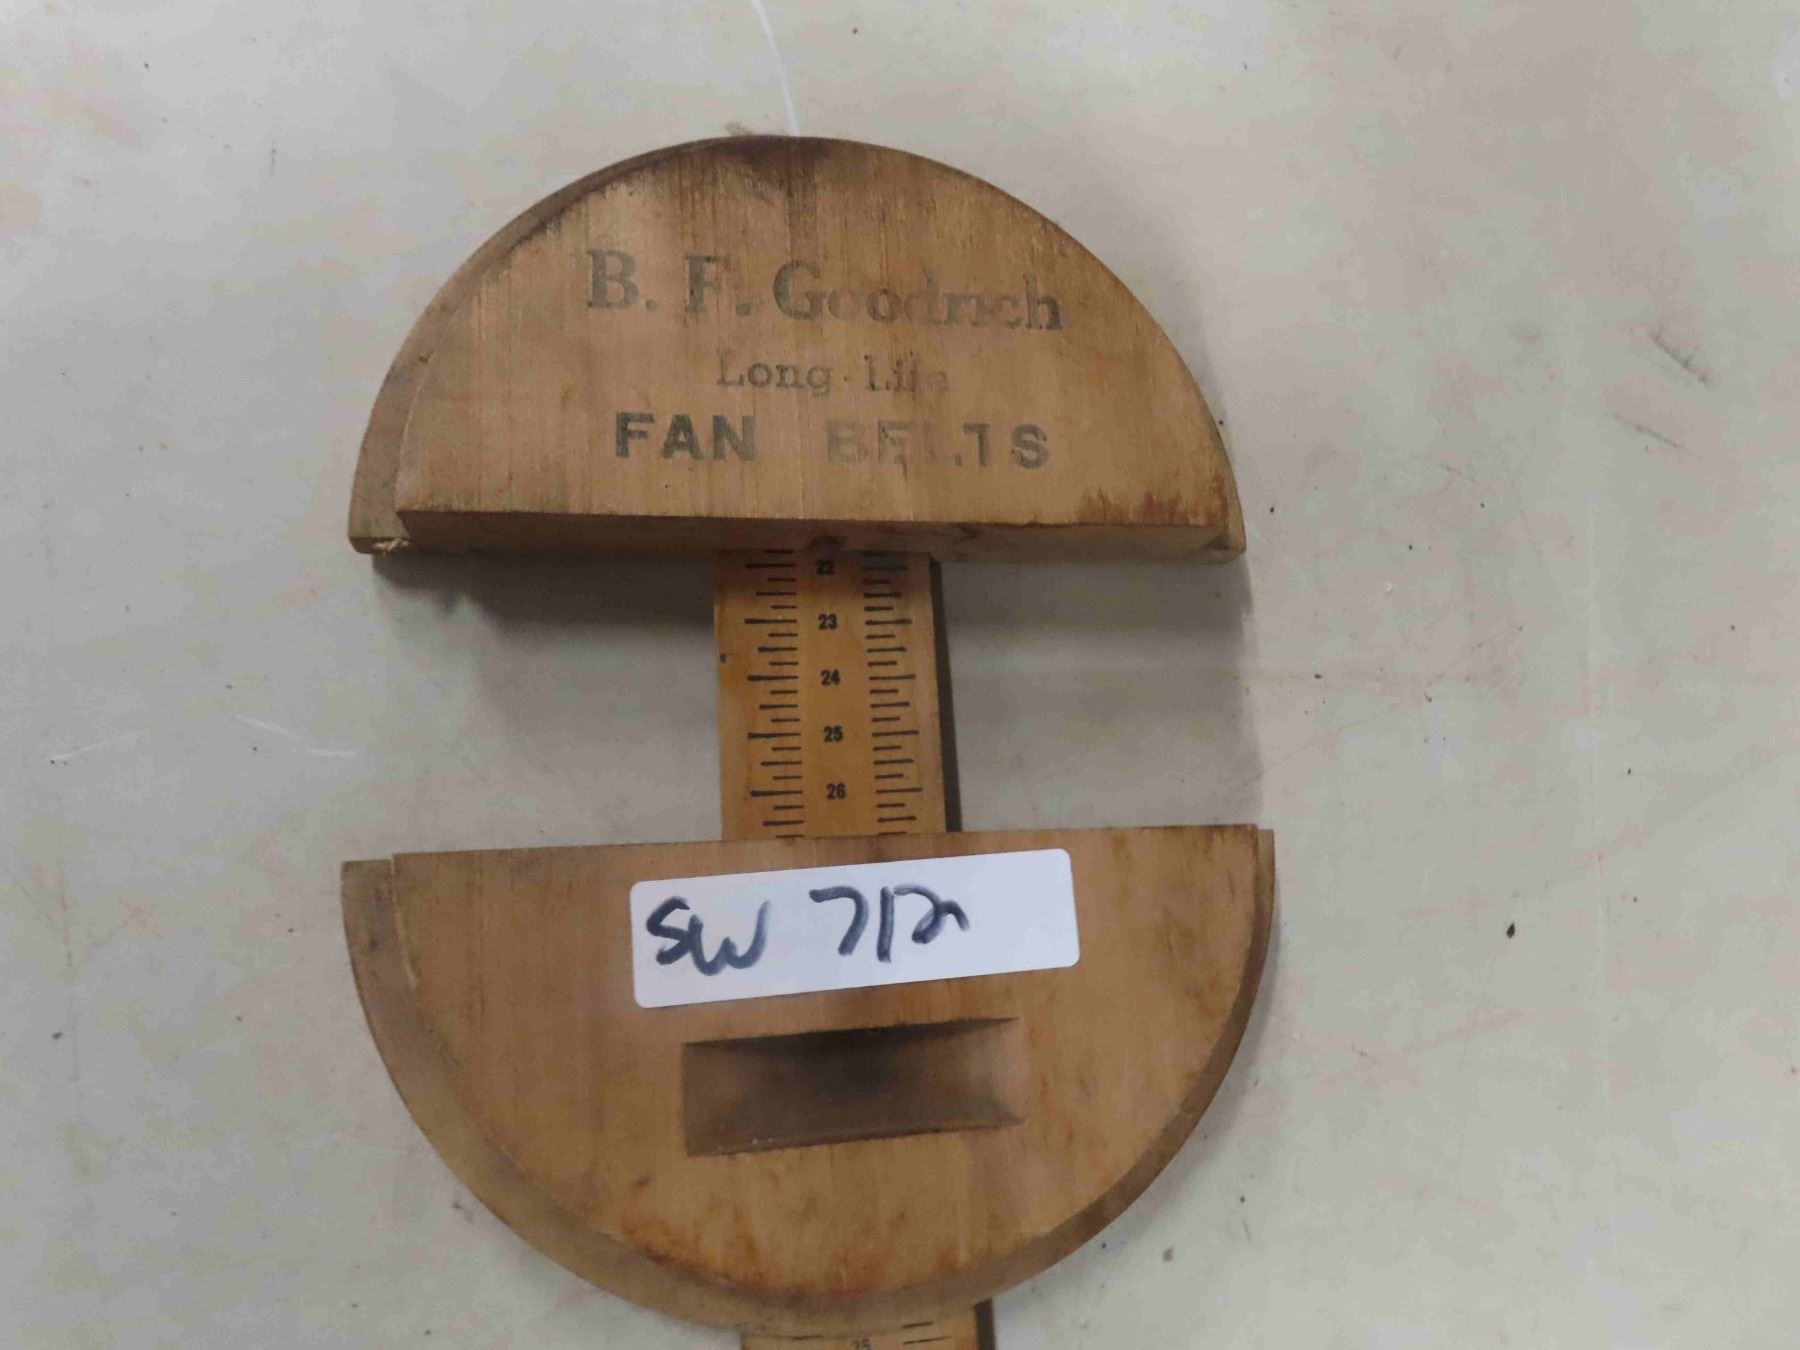 B. F. Goodrich
Long-Life
FAN BELTS
22
23
24
25
26
SW 712